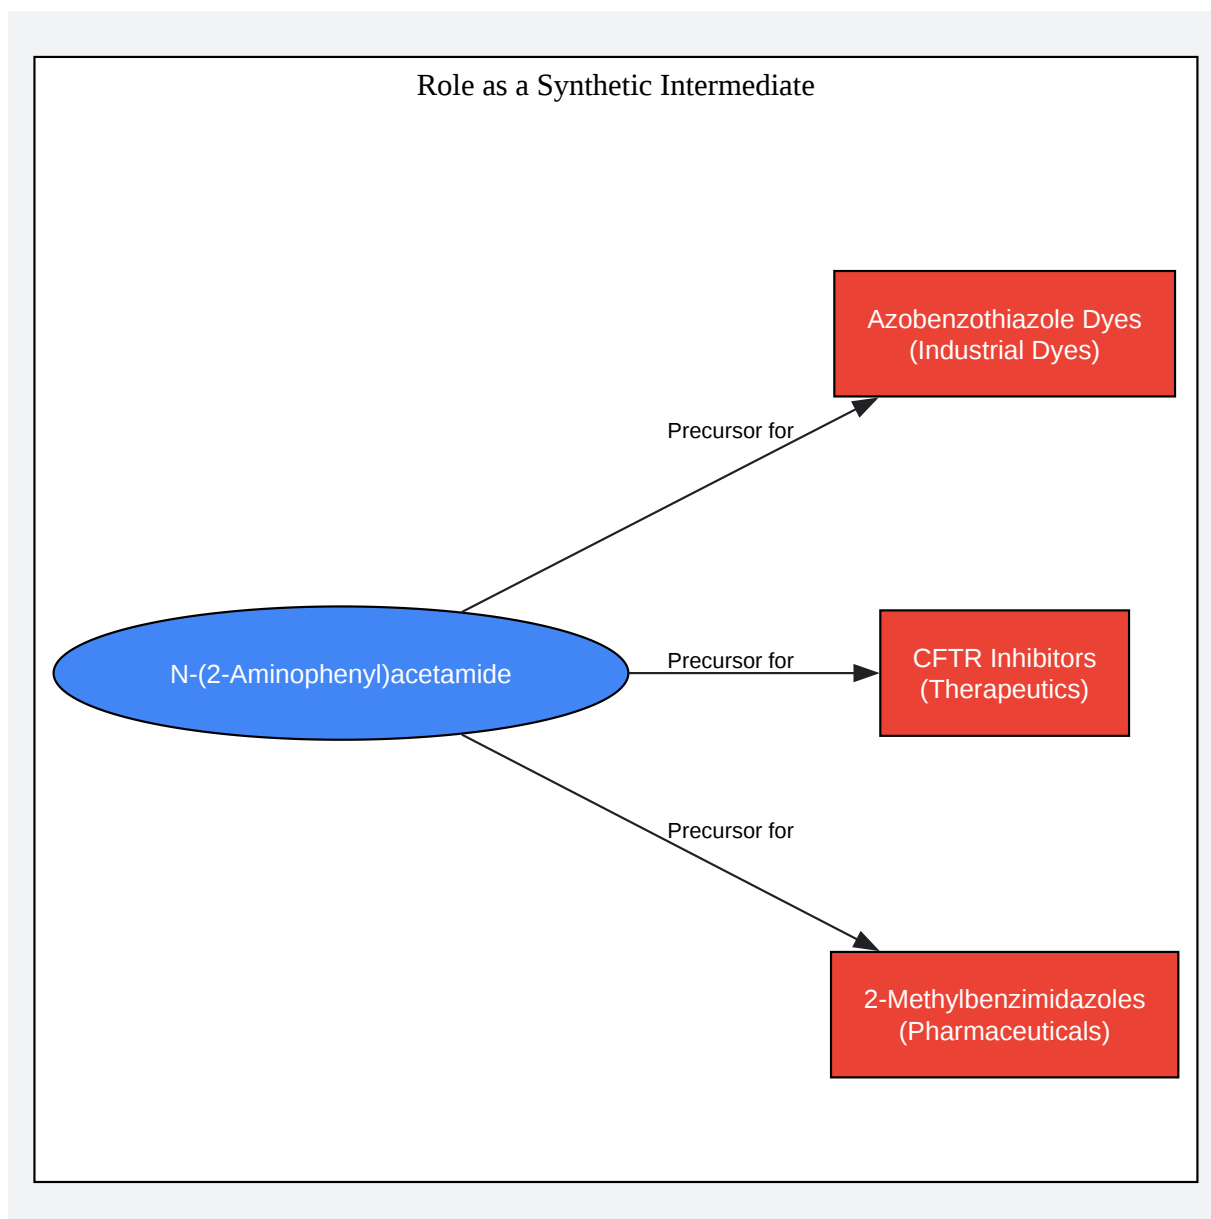 Role as a Synthetic Intermediate
Azobenzothiazole Dyes
(Industrial Dyes)
Precursor for
N-(2-Aminophenyl)acetamide
Precursor for
CFTR Inhibitors
(Therapeutics)
Precursor for
2-Methylbenzimidazoles
(Pharmaceuticals)